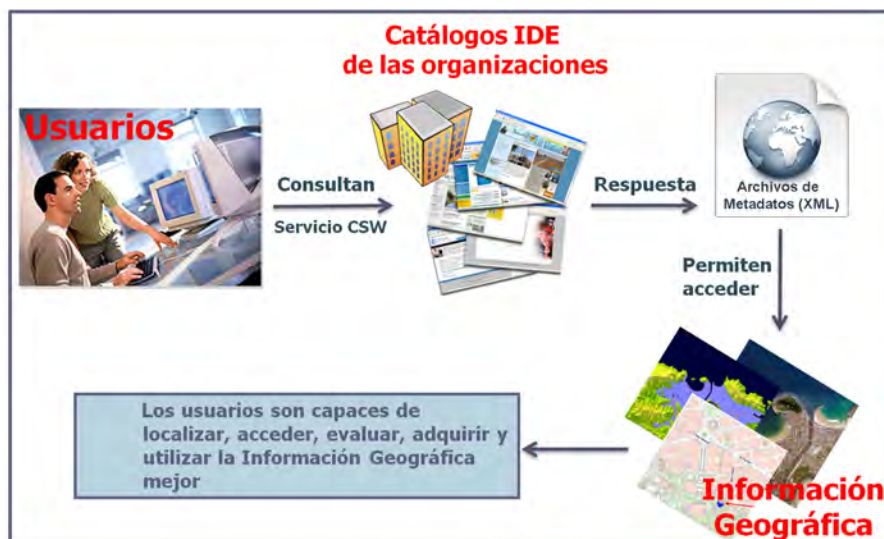 Catálogos IDE
de las organizaciones
Usuarios
Consultan
Servicio CSW
Respuesta
Archivos de
Metadatos (XML)
Permiten
acceder
Información
Geográfica
Los usuarios son capaces de
localizar, acceder, evaluar, adquirir y
utilizar la Información Geográfica
mejor